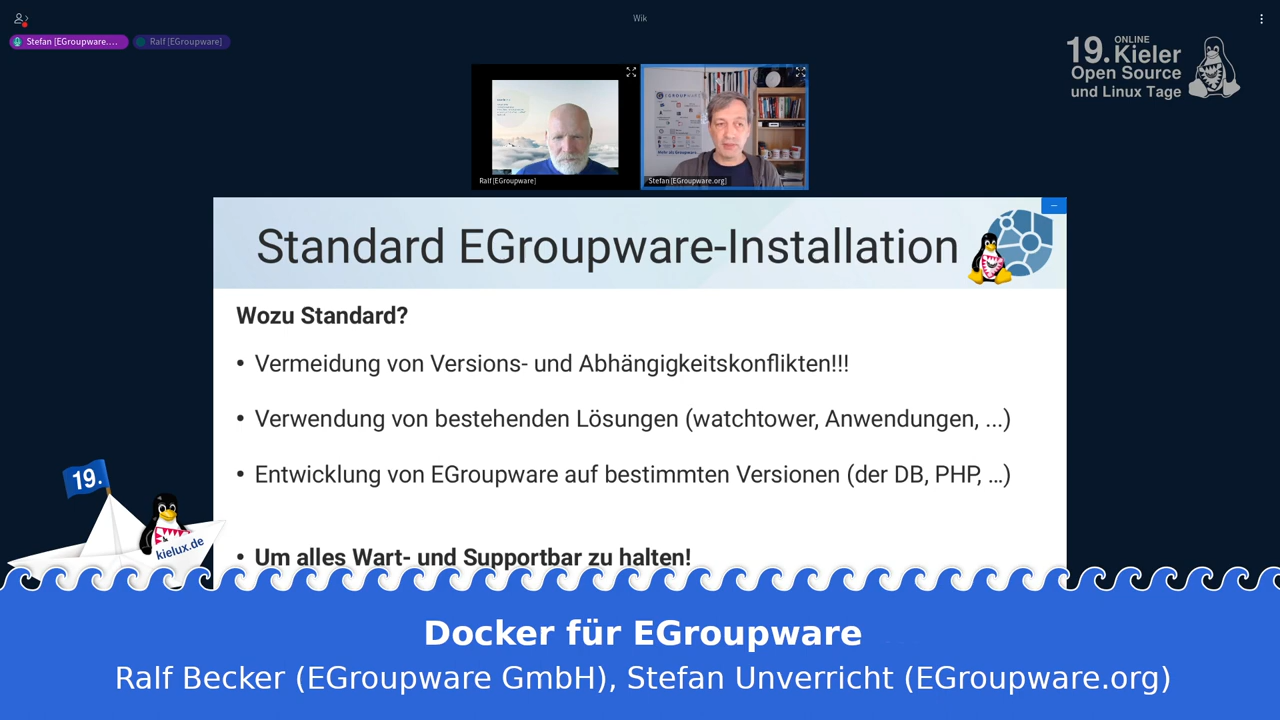 Wik
Stefan [EGroupware....
Ralf [EGroupware]
19. ONLINE Kieler
Open Source
und Linux Tage
EGROUPWARE
Ralf [EGroupware]
Stefan [EGroupware.org]
Standard EGroupware-Installation
Wozu Standard?
• Vermeidung von Versions- und Abhängigkeitskonflikten!!!
• Verwendung von bestehenden Lösungen (watchtower, Anwendungen, ...)
• Entwicklung von EGroupware auf bestimmten Versionen (der DB, PHP, ...)
• Um alles Wart- und Supportbar zu halten!
19.
kielux.de
Docker für EGroupware
Ralf Becker (EGroupware GmbH), Stefan Unverricht (EGroupware.org)